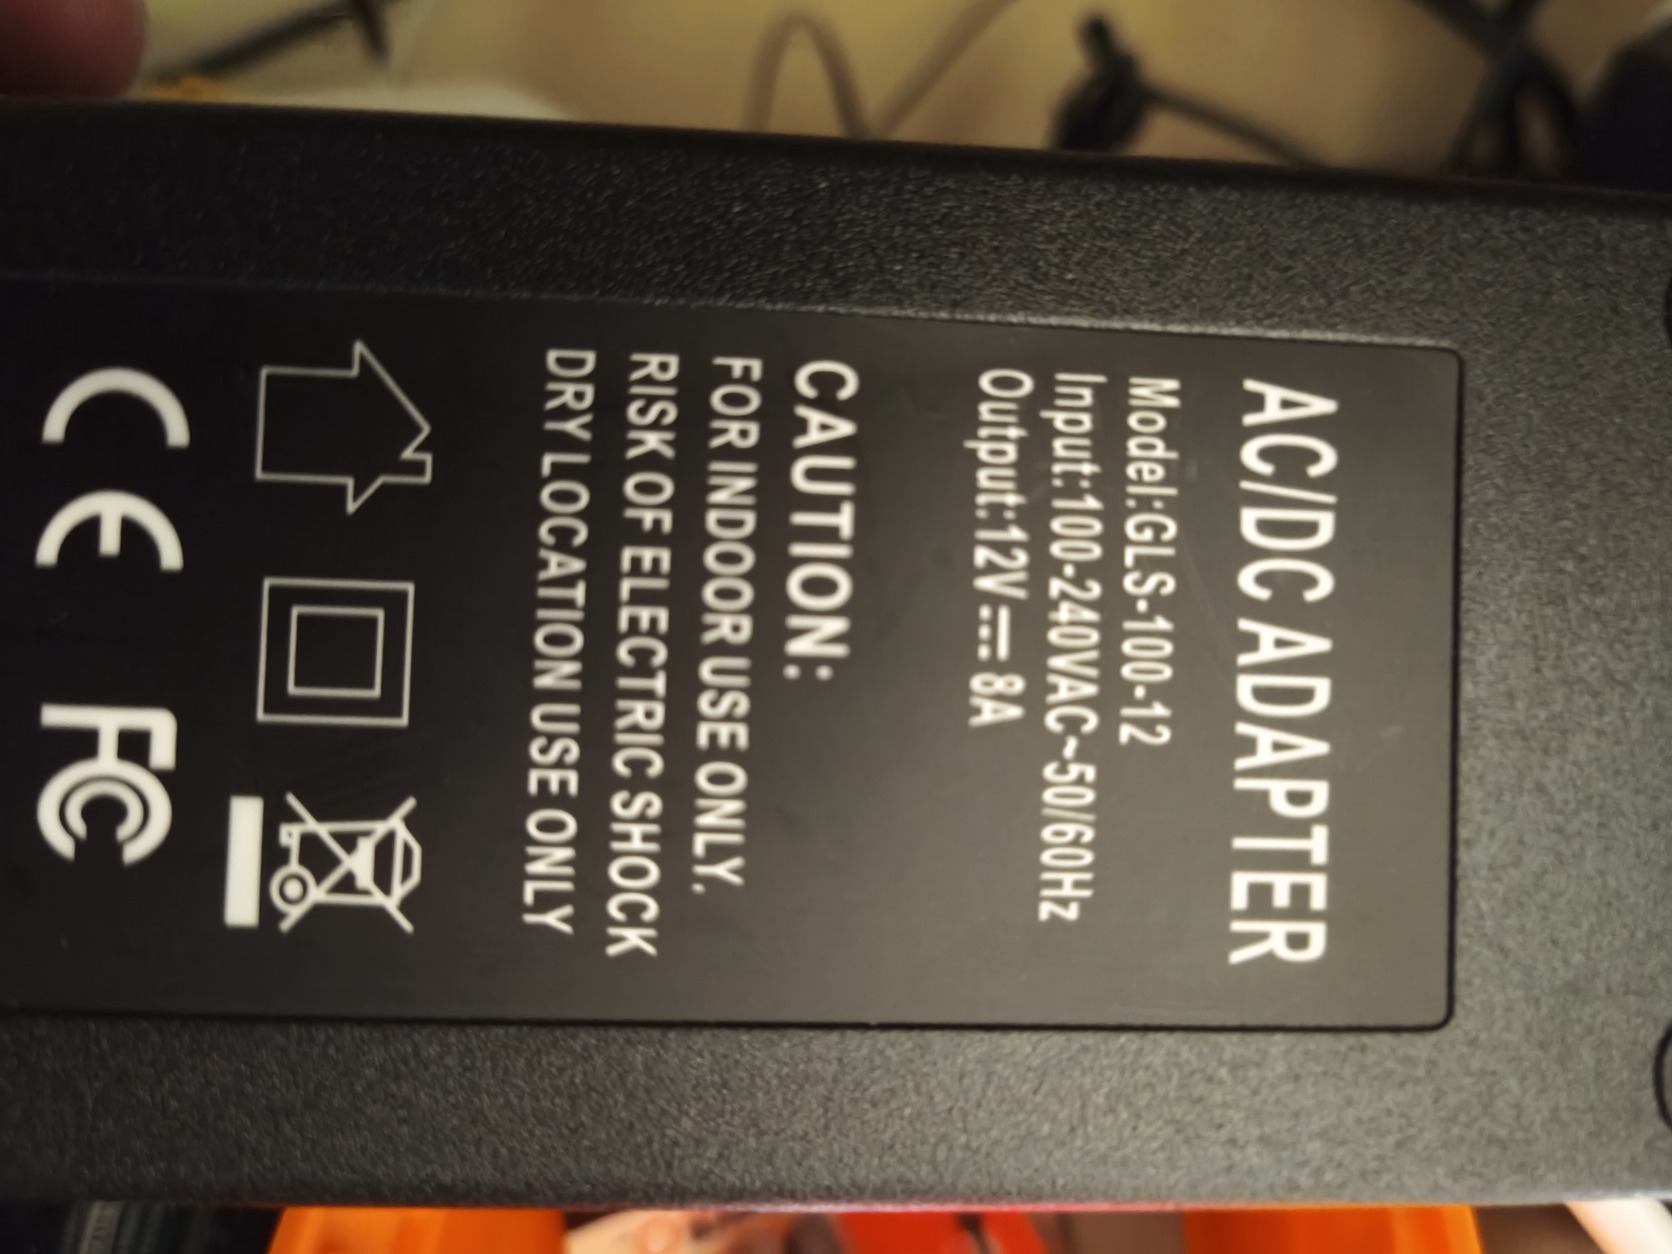 AC/DC ADAPTER
Model:GLS-100-12
Input:100-240VAC~50/60Hz
Output:12V⎓8A
CAUTION:
FOR INDOOR USE ONLY.
RISK OF ELECTRIC SHOCK
DRY LOCATION USE ONLY
CE FC